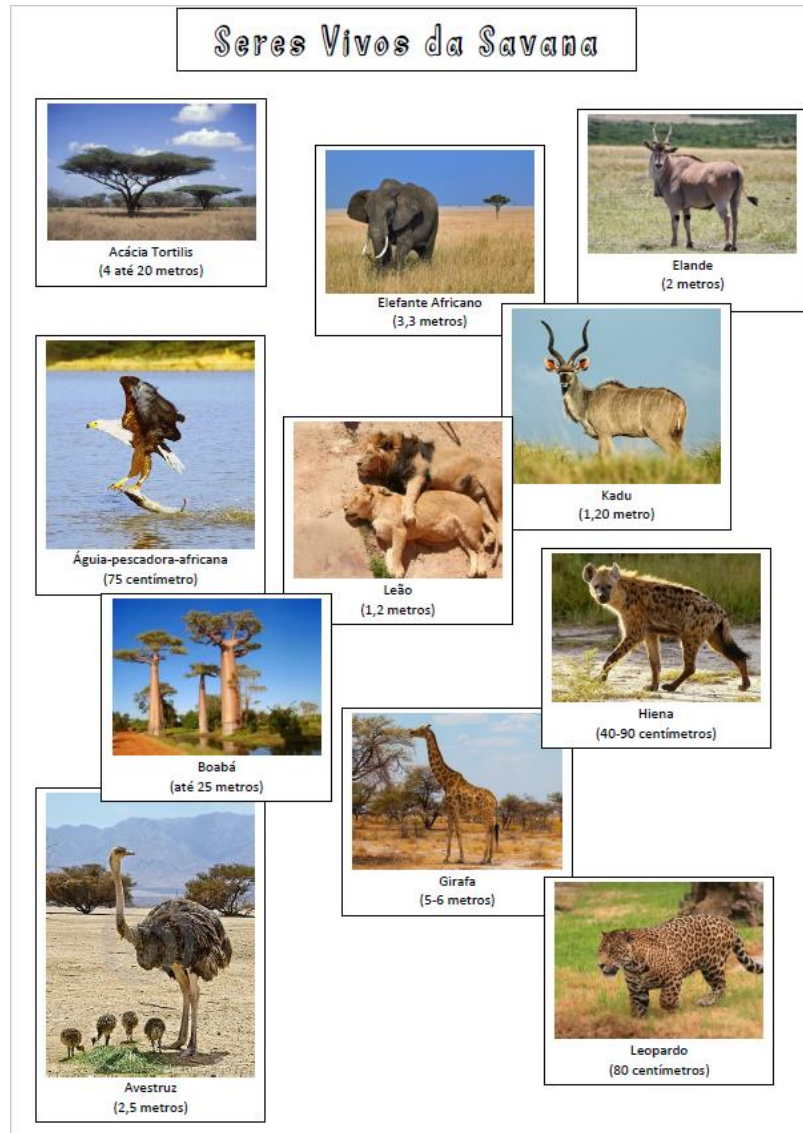 Seres Vivos da Savana
Acácia Tortilis
(4 até 20 metros)
Elefante Africano
(3,3 metros)
Elande
(2 metros)
Águia-pescadora-africana
(75 centímetro)
Leão
(1,2 metros)
Kadu
(1,20 metro)
Boabá
(até 25 metros)
Hiena
(40-90 centímetros)
Girafa
(5-6 metros)
Avestruz
(2,5 metros)
Leopardo
(80 centímetros)